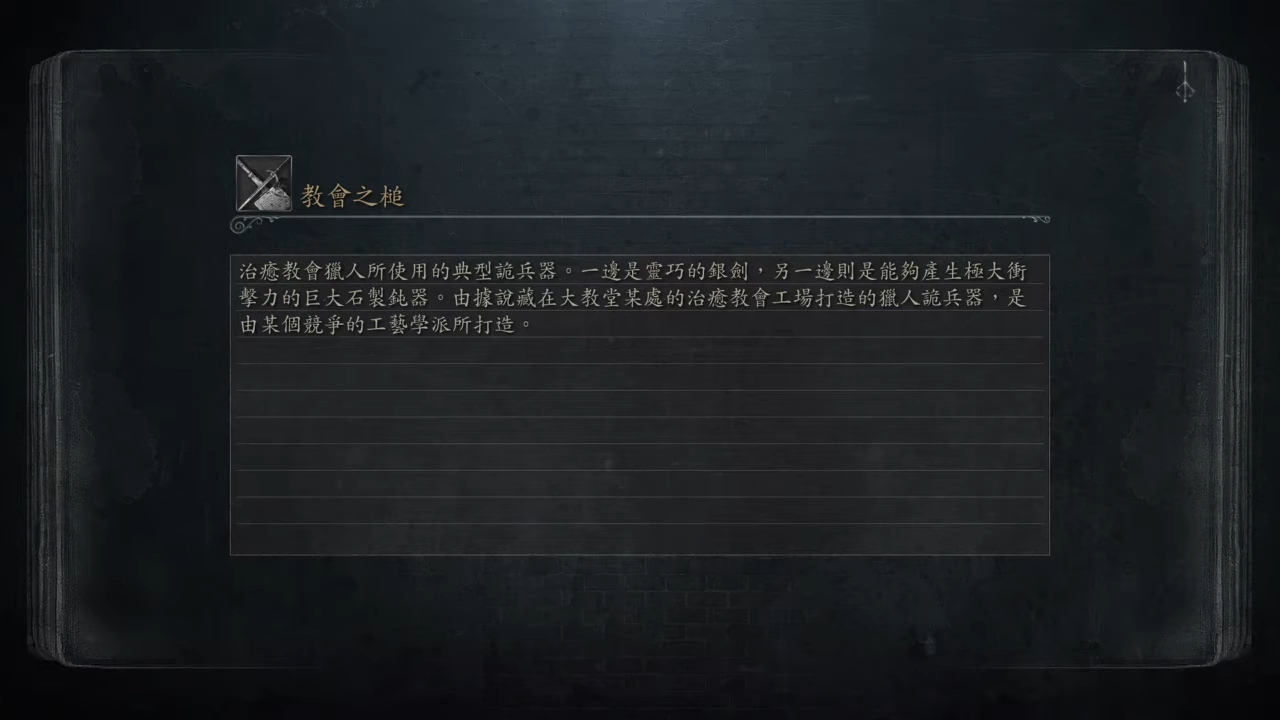 教會之槌
治癒教會獵人所使用的典型詭兵器。一邊是靈巧的銀劍，另一邊則是能夠產生極大衝
擊力的巨大石製鈍器。由據說藏在大教堂某處的治癒教會工場打造的獵人詭兵器，是
由某個競爭的工藝學派所打造。